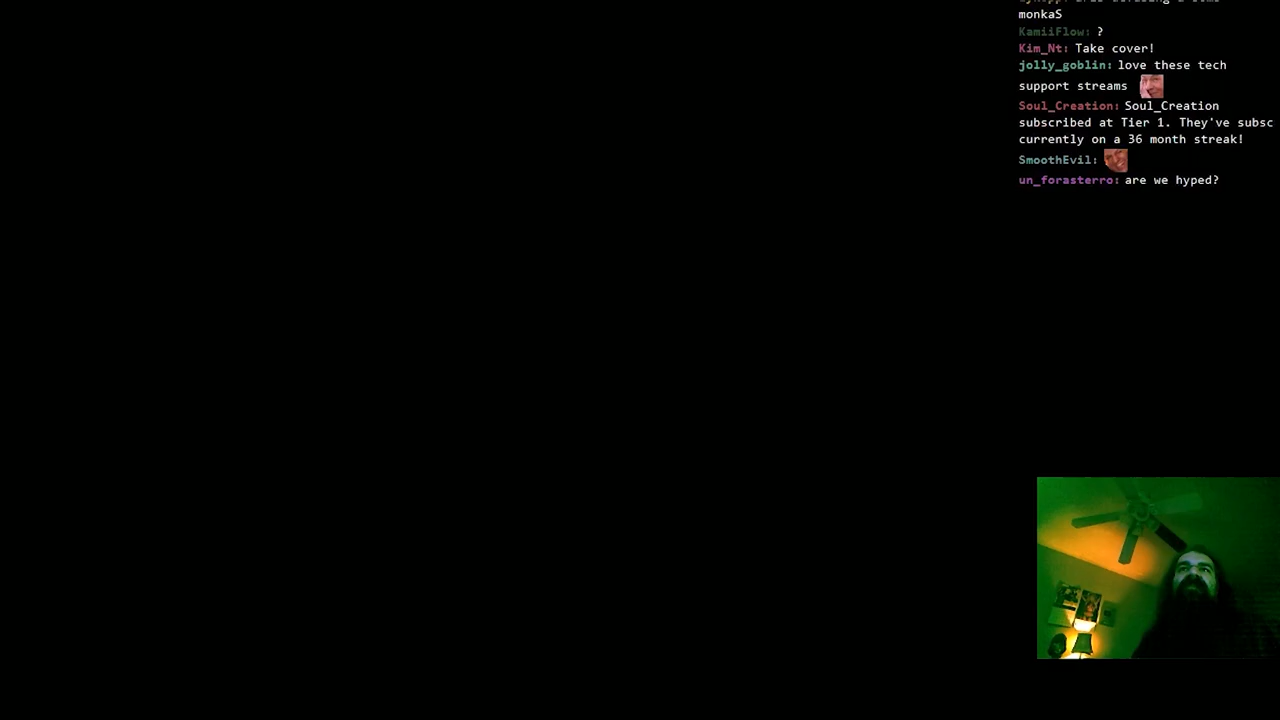 monkaS
KamiiFlow: ?
Kim_Nt: Take cover!
jolly_goblin: love these tech
support streams
Soul_Creation: Soul_Creation
subscribed at Tier 1. They've subsc
currently on a 36 month streak!
SmoothEvil:
un_forasterro: are we hyped?